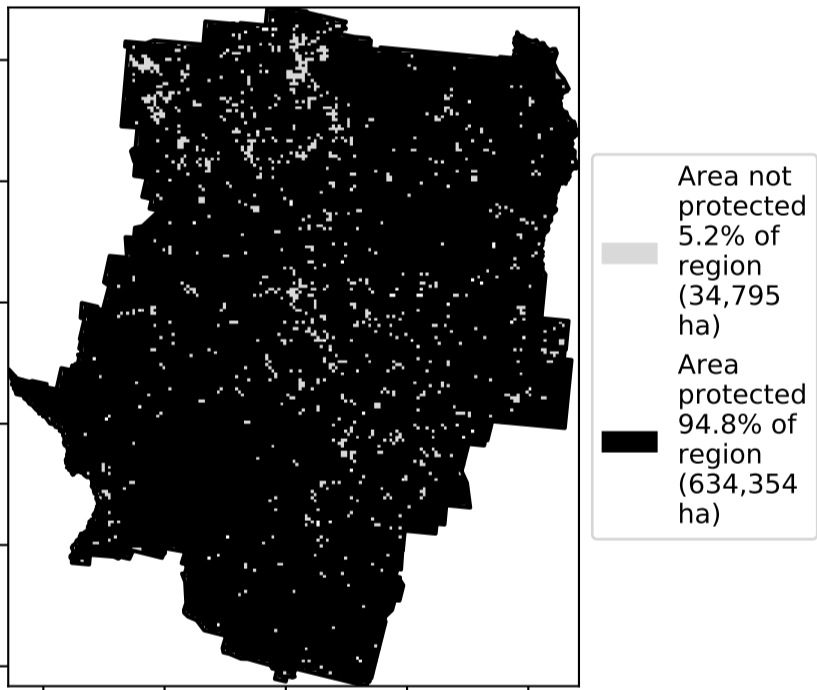 Area not
protected
5.2% of
region
(34,795
ha)
Area
protected
94.8% of
region
(634,354
ha)